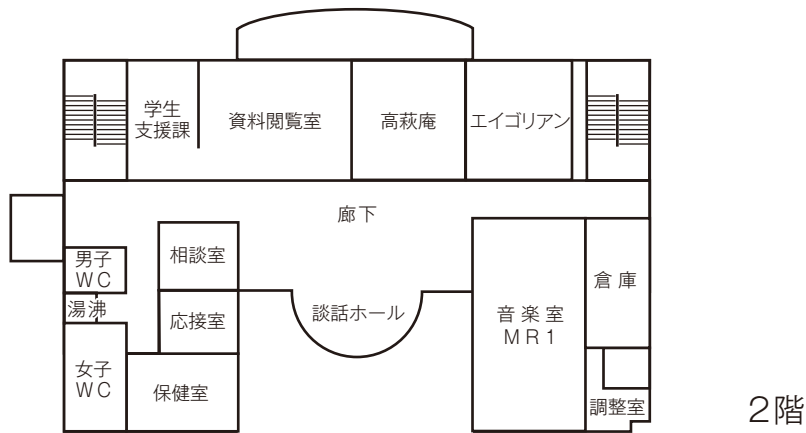 学生
支援課
資料閲覧室
高萩庵
エイゴリアン
廊下
男子
WC
相談室
倉庫
湯沸
応接室
談話ホール
音楽室
MR1
女子
WC
保健室
調整室
2階